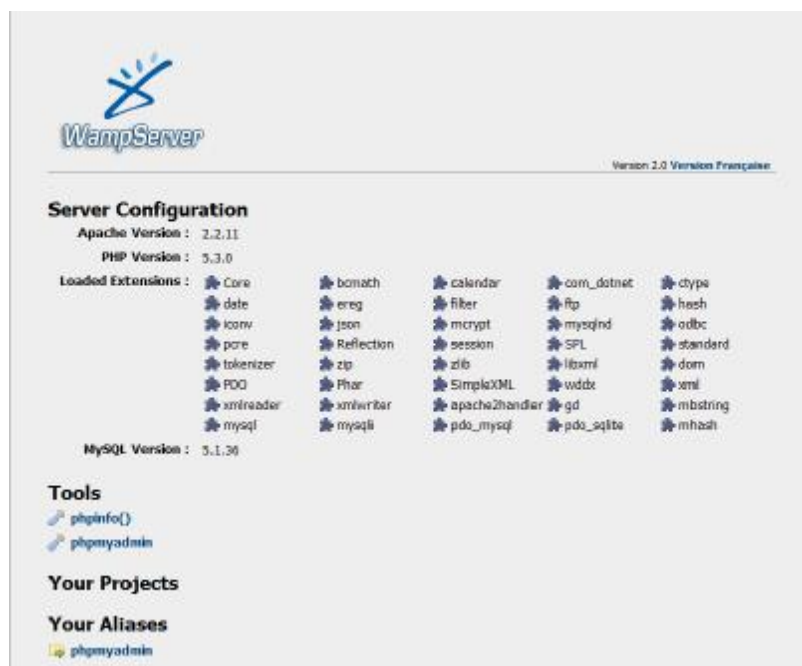 WampServer
Version 2.0 Version Française
Server Configuration
Apache Version : 2.2.11
PHP Version : 5.3.0
Loaded Extensions : Core bcmath calendar com_dotnet ctype
date ereg filter ftp hash
iconv json mcrypt mysqlnd odbc
pcre Reflection session SPL standard
tokenizer zip zlib libxml dom
PDO Phar SimpleXML wddx xml
xmlreader xmlwriter apache2handler gd mbstring
mysql mysqli pdo_mysql pdo_sqlite mhash
MySQL Version : 5.1.36
Tools
phpinfo()
phpmyadmin
Your Projects
Your Aliases
phpmyadmin